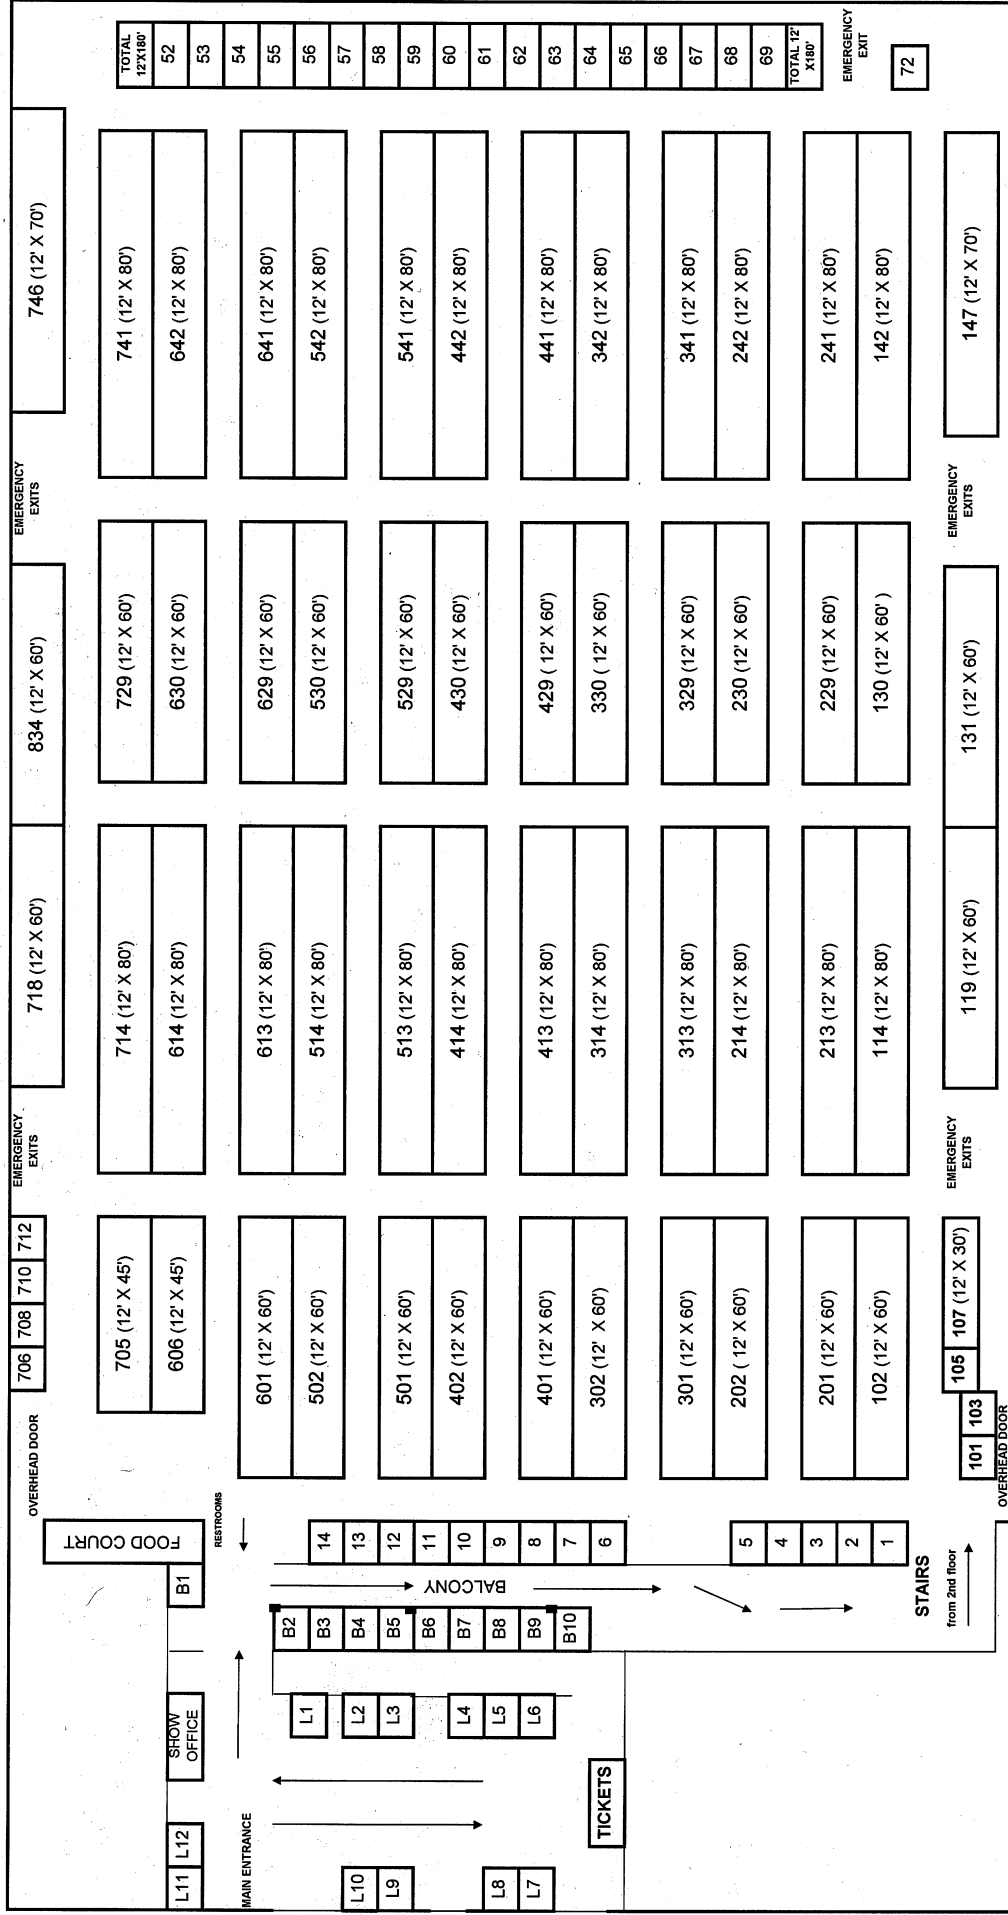 TOTAL
12'X180'
52
53
54
55
56
57
58
59
60
61
62
63
64
65
66
67
68
69
TOTAL 12'
X180'
EMERGENCY
EXIT
72
746 (12' X 70')
741 (12' X 80')
642 (12' X 80')
641 (12' X 80')
542 (12' X 80')
541 (12' X 80')
442 (12' X 80')
441 (12' X 80')
342 (12' X 80')
341 (12' X 80')
242 (12' X 80')
241 (12' X 80')
142 (12' X 80')
147 (12' X 70')
EMERGENCY
EXITS
EMERGENCY
EXITS
834 (12' X 60')
729 (12' X 60')
630 (12' X 60')
629 (12' X 60')
530 (12' X 60')
529 (12' X 60')
430 (12' X 60')
429 ( 12' X 60')
330 ( 12' X 60')
329 (12' X 60')
230 (12' X 60')
229 (12' X 60')
130 (12' X 60' )
131 (12' X 60')
718 (12' X 60')
714 (12' X 80')
614 (12' X 80')
613 (12' X 80')
514 (12' X 80')
513 (12' X 80')
414 (12' X 80')
413 (12' X 80')
314 (12' X 80')
313 (12' X 80')
214 (12' X 80')
213 (12' X 80')
114 (12' X 80')
119 (12' X 60')
EMERGENCY
EXITS
EMERGENCY
EXITS
706
708
710
712
705 (12' X 45')
606 (12' X 45')
601 (12' X 60')
502 (12' X 60')
501 (12' X 60')
402 (12' X 60')
401 (12' X 60')
302 (12' X 60')
301 (12' X 60')
202 ( 12' X 60')
201 (12' X 60')
102 (12' X 60')
105
107 (12' X 30')
101
103
OVERHEAD DOOR
OVERHEAD DOOR
FOOD COURT
RESTROOMS
14
13
12
11
10
9
8
7
6
5
4
3
2
1
BALCONY
STAIRS
from 2nd floor
B1
B2
B3
B4
B5
B6
B7
B8
B9
B10
SHOW
OFFICE
L1
L2
L3
L4
L5
L6
TICKETS
MAIN ENTRANCE
L11
L12
L10
L9
L8
L7